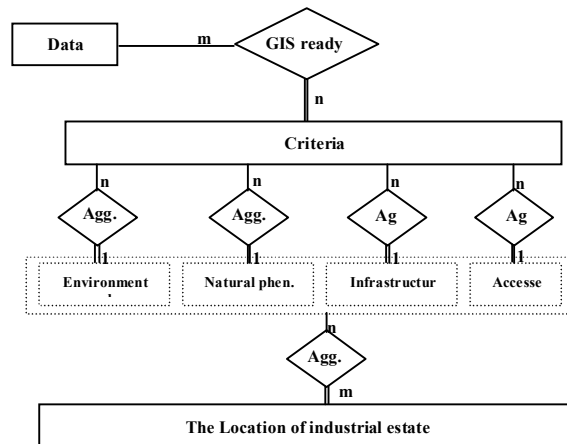 Data
m
GIS ready
n
Criteria
n n n n
Agg. Agg. Ag Ag
1 1 1 1
Environment Natural phen. Infrastructur Accesse
n
Agg.
m
The Location of industrial estate